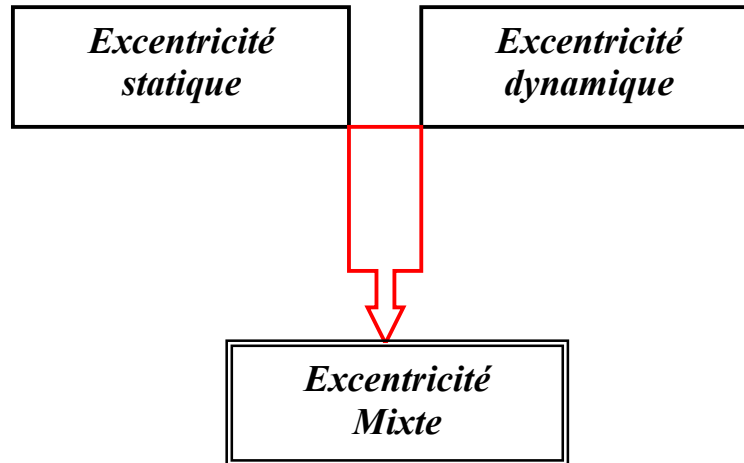 Excentricité
statique
Excentricité
dynamique
Excentricité
Mixte